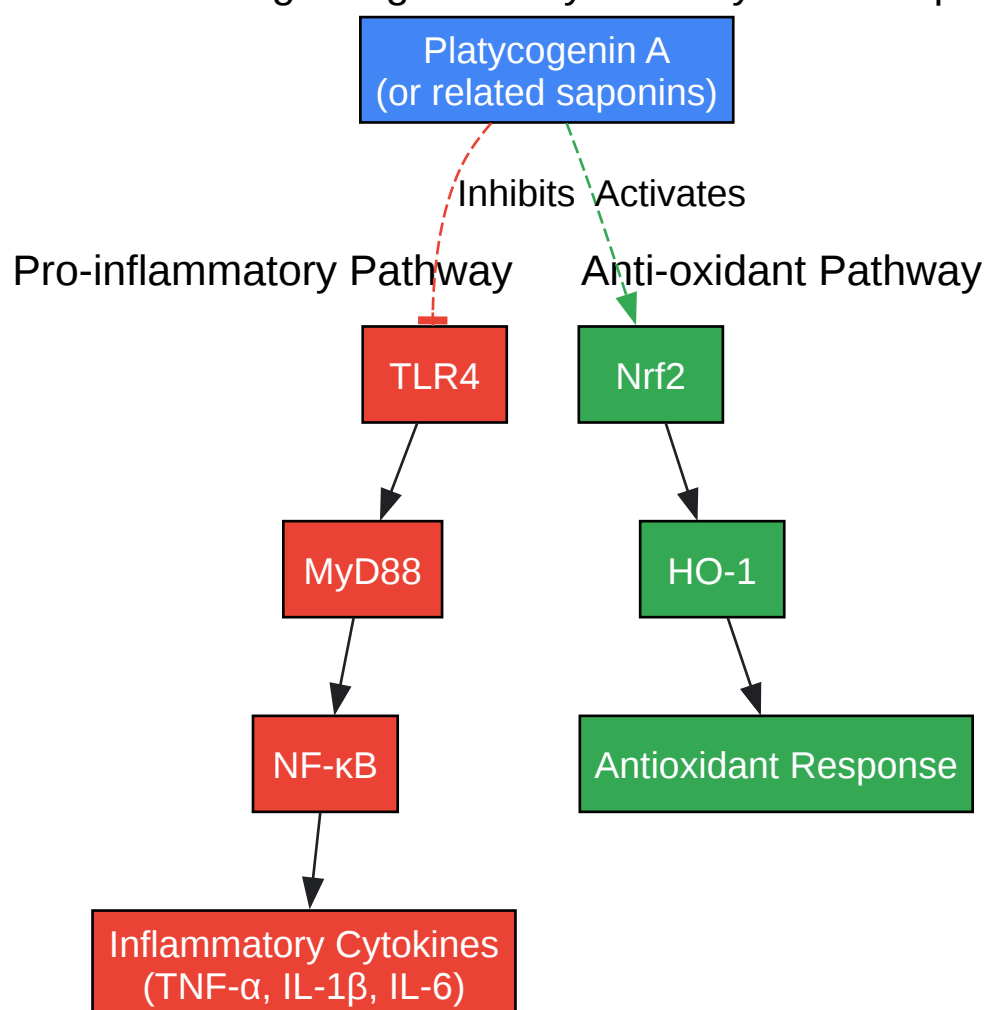 Platycogenin A
(or related saponins)
Inhibits
Activates
Pro-inflammatory Pathway
Anti-oxidant Pathway
TLR4
Nrf2
MyD88
HO-1
NF-κB
Antioxidant Response
Inflammatory Cytokines
(TNF-α, IL-1β, IL-6)